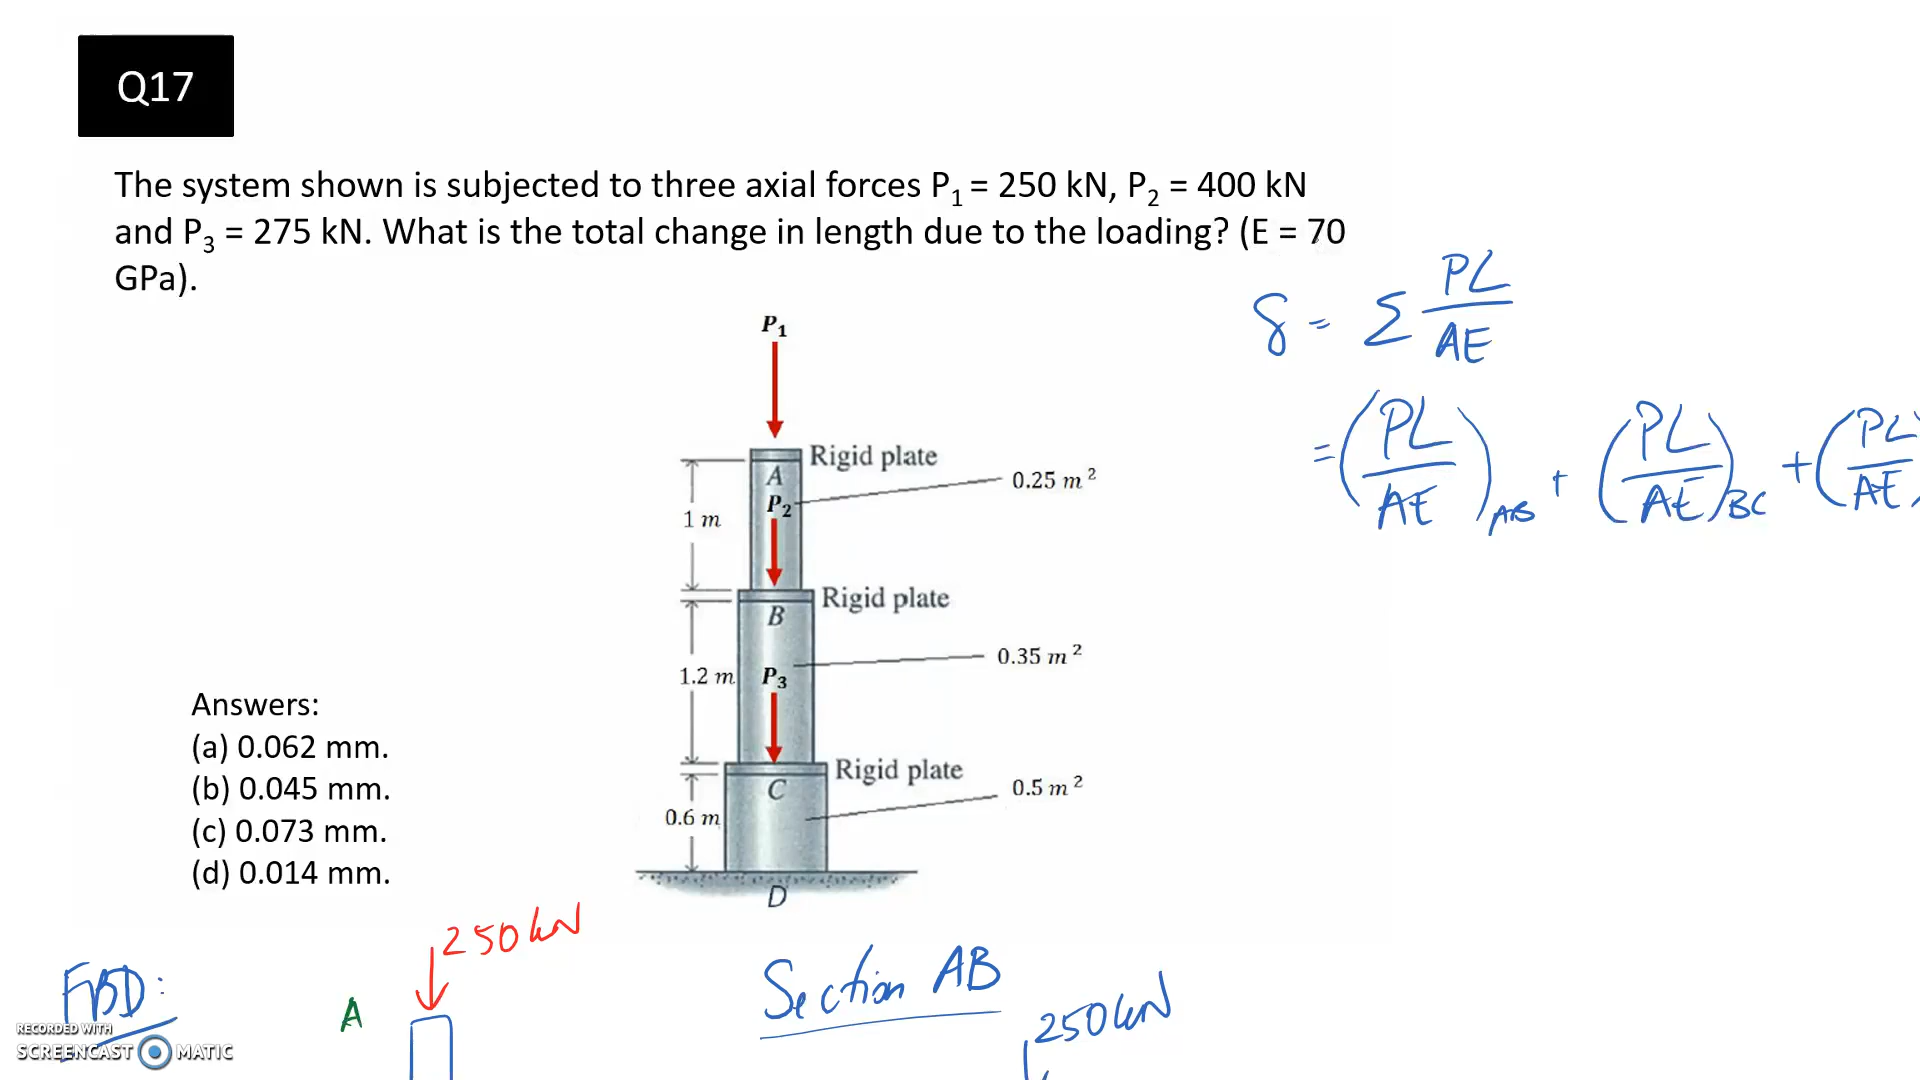 Q17
The system shown is subjected to three axial forces P₁ = 250 kN, P₂ = 400 kN
and P₃ = 275 kN. What is the total change in length due to the loading? (E = 70
GPa).
δ = Σ PL/AE
= (PL/AE)AB + (PL/AE)BC + (PL/AE)
P₁
Rigid plate
A
0.25 m²
P₂
1 m
Rigid plate
B
0.35 m²
1.2 m
P₃
Rigid plate
C
0.5 m²
0.6 m
D
Answers:
(a) 0.062 mm.
(b) 0.045 mm.
(c) 0.073 mm.
(d) 0.014 mm.
FBD:
250 kN
A
Section AB
250 kN
RECORDED WITH
SCREENCAST MATIC